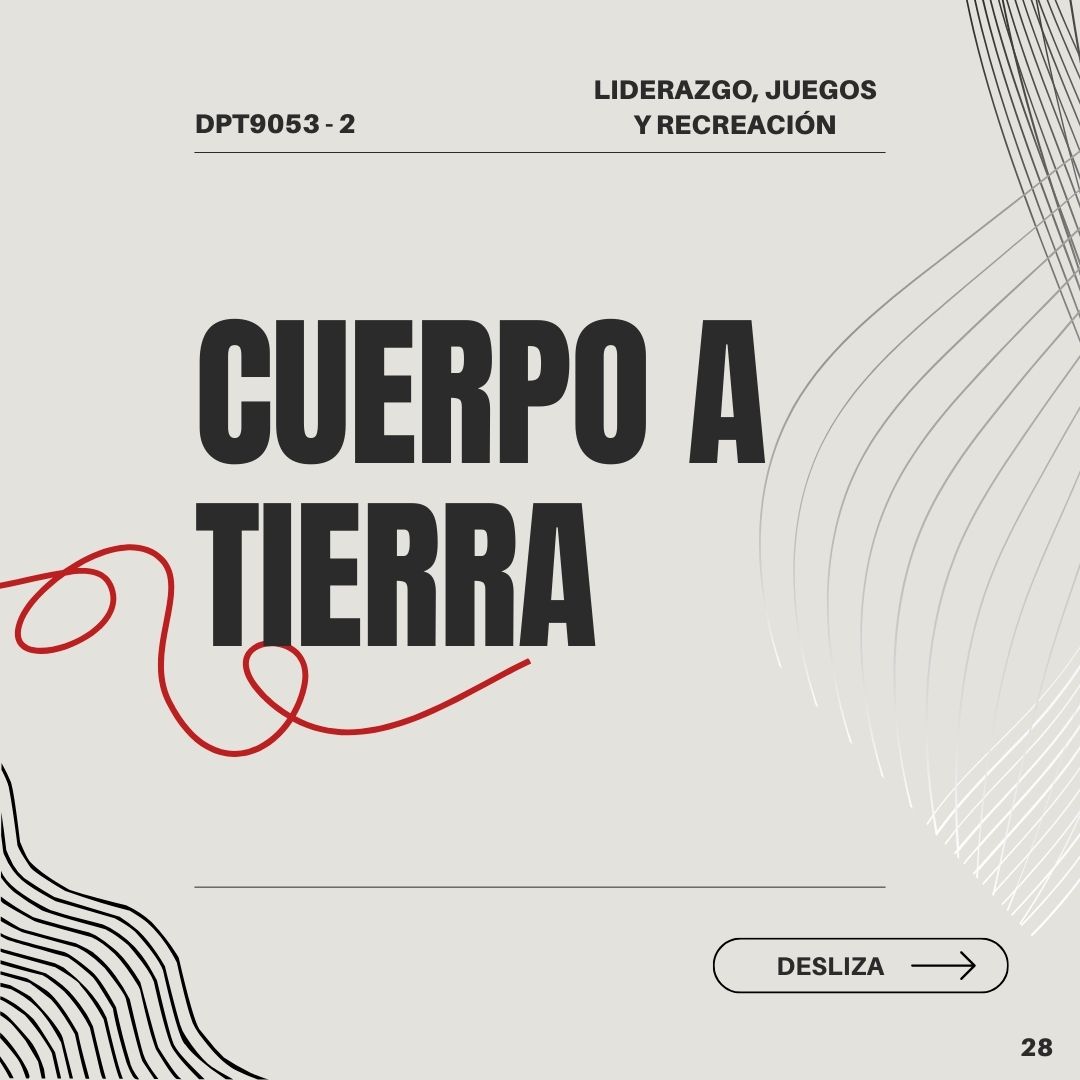 DPT9053 - 2
LIDERAZGO, JUEGOS
Y RECREACIÓN
CUERPO A
TIERRA
DESLIZA
28